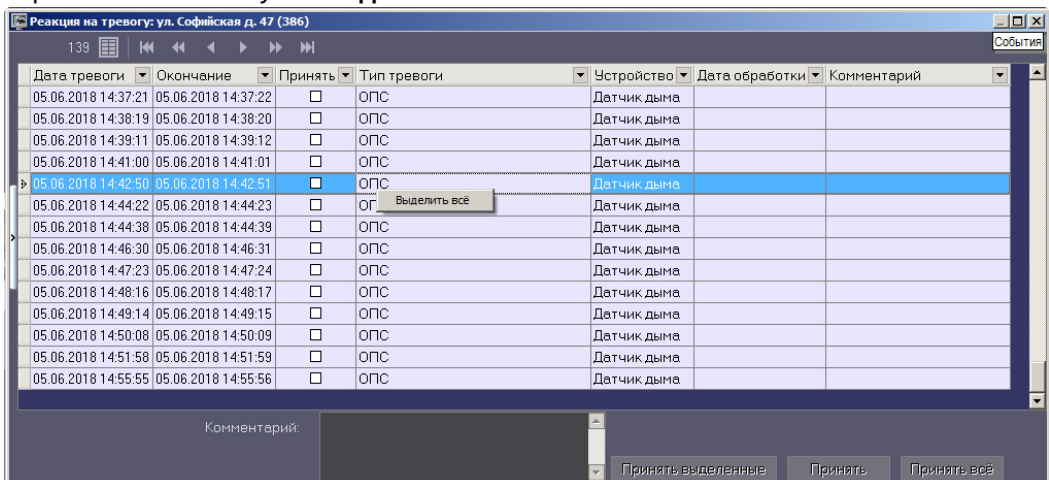 Реакция на тревогу: ул. Софийская д. 47 (386)
139
События
Дата тревоги Окончание Принять Тип тревоги Устройство Дата обработки Комментарий
05.06.2018 14:37:21 05.06.2018 14:37:22 ОПС Датчик дыма
05.06.2018 14:38:19 05.06.2018 14:38:20 ОПС Датчик дыма
05.06.2018 14:39:11 05.06.2018 14:39:12 ОПС Датчик дыма
05.06.2018 14:41:00 05.06.2018 14:41:01 ОПС Датчик дыма
05.06.2018 14:42:50 05.06.2018 14:42:51 ОПС Датчик дыма
Выделить всё
05.06.2018 14:44:22 05.06.2018 14:44:23 Датчик дыма
05.06.2018 14:44:38 05.06.2018 14:44:39 ОПС Датчик дыма
05.06.2018 14:46:30 05.06.2018 14:46:31 ОПС Датчик дыма
05.06.2018 14:47:23 05.06.2018 14:47:24 ОПС Датчик дыма
05.06.2018 14:48:16 05.06.2018 14:48:17 ОПС Датчик дыма
05.06.2018 14:49:14 05.06.2018 14:49:15 ОПС Датчик дыма
05.06.2018 14:50:08 05.06.2018 14:50:09 ОПС Датчик дыма
05.06.2018 14:51:58 05.06.2018 14:51:59 ОПС Датчик дыма
05.06.2018 14:55:55 05.06.2018 14:55:56 ОПС Датчик дыма
Комментарий:
Принять выделенные Принять Принять всё